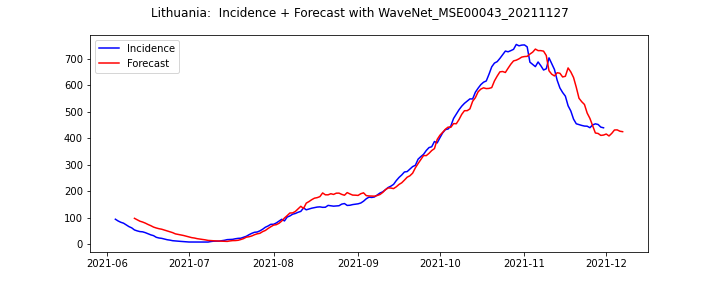 Lithuania:  Incidence + Forecast with WaveNet_MSE00043_20211127
Incidence
Forecast
700
600
500
400
300
200
100
0
2021-06 2021-07 2021-08 2021-09 2021-10 2021-11 2021-12